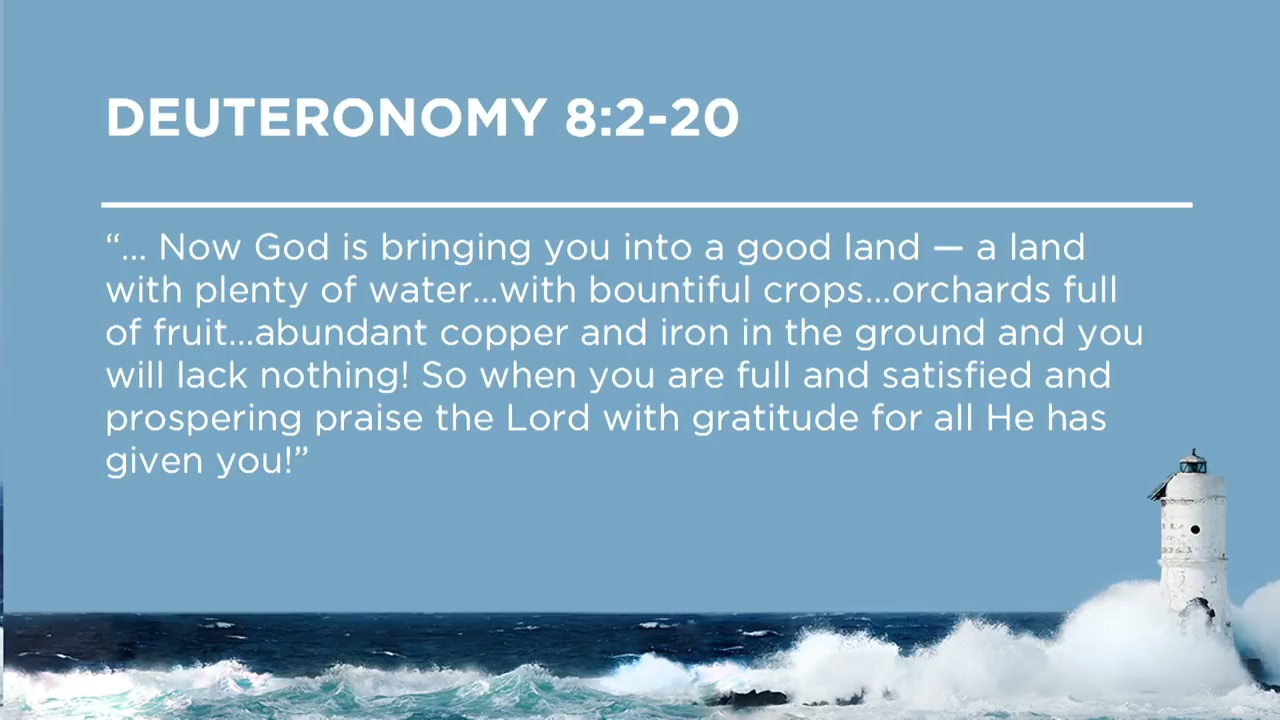 DEUTERONOMY 8:2-20
“... Now God is bringing you into a good land — a land
with plenty of water...with bountiful crops...orchards full
of fruit...abundant copper and iron in the ground and you
will lack nothing! So when you are full and satisfied and
prospering praise the Lord with gratitude for all He has
given you!”